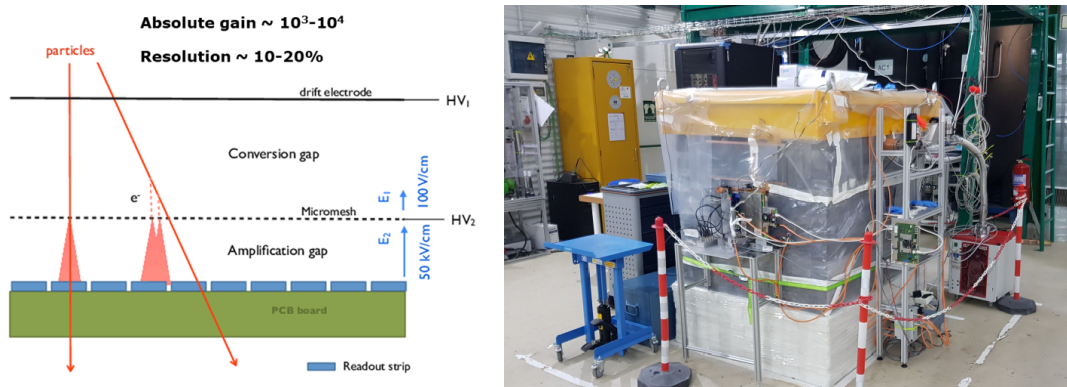 Absolute gain ~ 10³-10⁴
Resolution ~ 10-20%
particles
drift electrode
HV₁
Conversion gap
E₁
100 V/cm
e⁻
Micromesh
HV₂
Amplification gap
E₂
50 kV/cm
PCB board
Readout strip
AC1